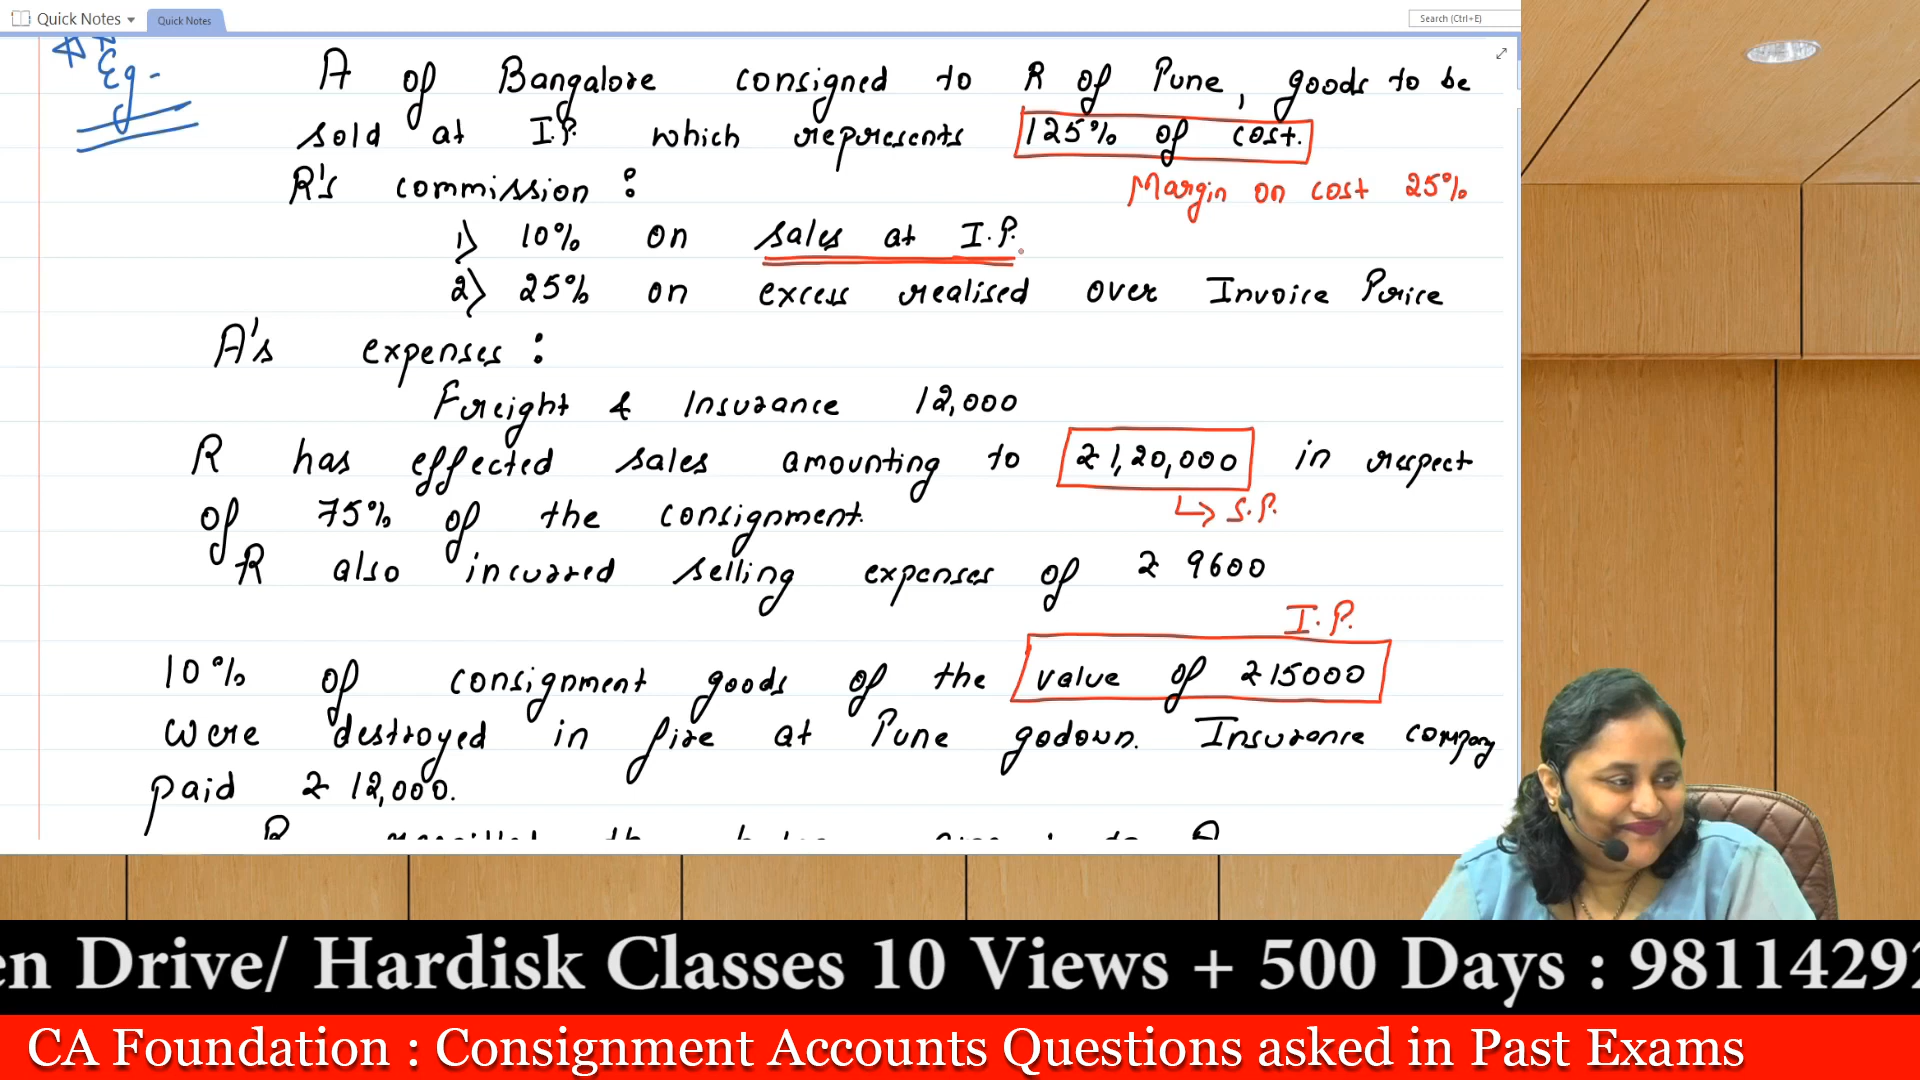 Quick Notes
Quick Notes
Search (Ctrl+E)
Eg -
A of Bangalore consigned to R of Pune, goods to be
sold at I.P. which represents 125% of cost.
R's commission :
Margin on cost 25%
1) 10% on sales at I.P.
2) 25% on excess realised over Invoice Price
A's expenses :
Freight & Insurance 12,000
R has effected sales amounting to ₹ 1,20,000 in respect
of 75% of the consignment.
↳ S.P.
R also incurred selling expenses of ₹ 9600
I.P.
10% of consignment goods of the value of ₹ 15000
were destroyed in fire at Pune godown. Insurance company
paid ₹ 12,000.
en Drive/ Hardisk Classes 10 Views + 500 Days : 98114292
CA Foundation : Consignment Accounts Questions asked in Past Exams